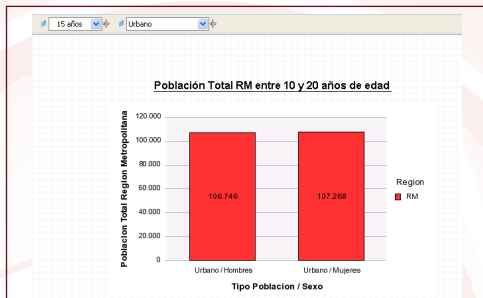 15 años Urbano
Población Total RM entre 10 y 20 años de edad
Poblacion Total Region Metropolitana
120.000
100.000
80.000
60.000
40.000
20.000
0
106.746 107.268
Urbano / Hombres Urbano / Mujeres
Tipo Poblacion / Sexo
Region
RM